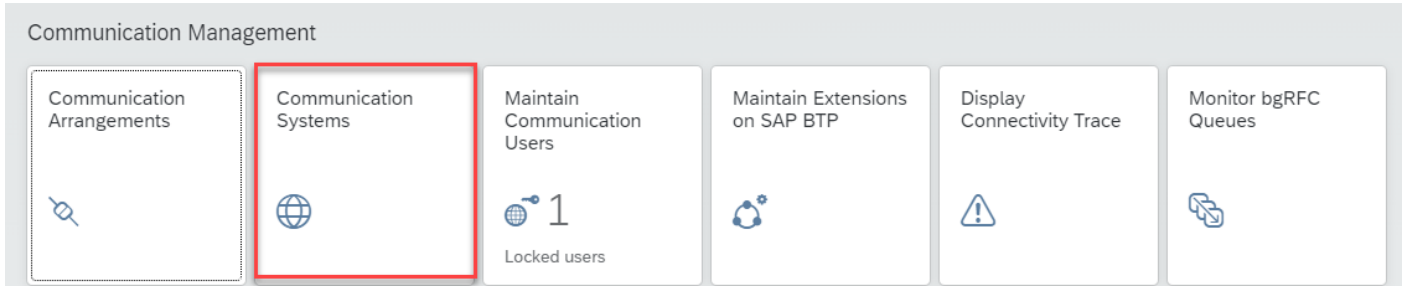 Communication Management
Communication
Arrangements
Communication
Systems
Maintain
Communication
Users
1
Locked users
Maintain Extensions
on SAP BTP
Display
Connectivity Trace
Monitor bgRFC
Queues